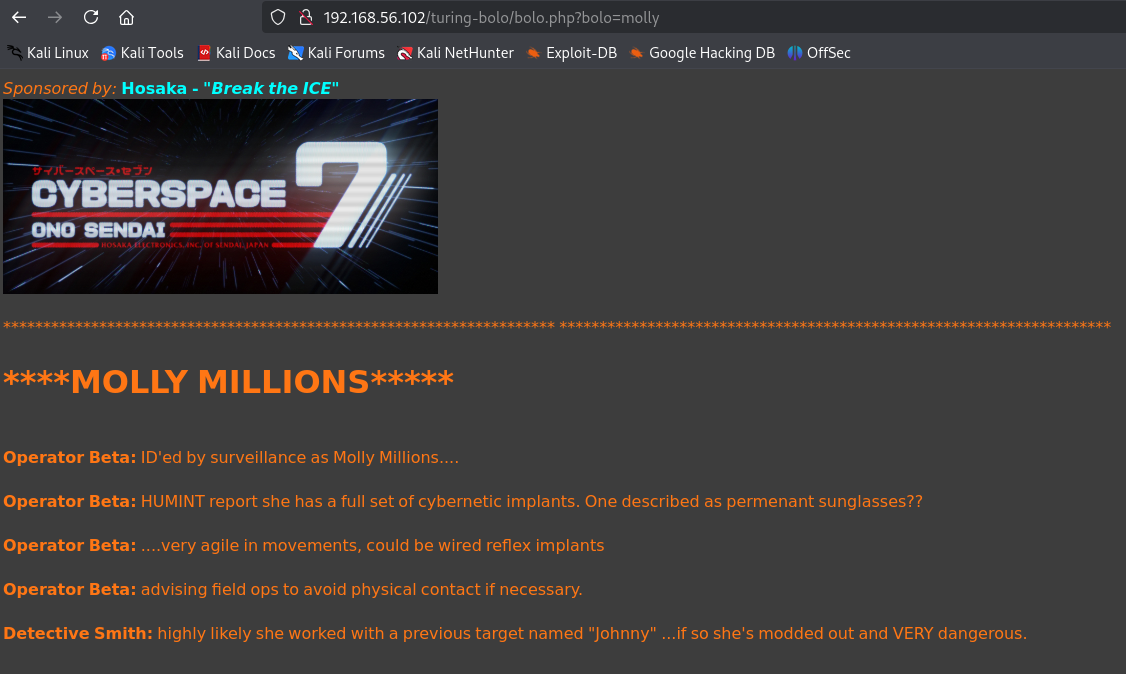 192.168.56.102/turing-bolo/bolo.php?bolo=molly
Kali Linux Kali Tools Kali Docs Kali Forums Kali NetHunter Exploit-DB Google Hacking DB OffSec
Sponsored by: Hosaka - "Break the ICE"
サイバースペース・セブン
CYBERSPACE 7
ONO SENDAI
HOSAKA ELECTRONICS, INC. OF SENDAI, JAPAN
********************************************************************* *********************************************************************
****MOLLY MILLIONS*****
Operator Beta: ID'ed by surveillance as Molly Millions....
Operator Beta: HUMINT report she has a full set of cybernetic implants. One described as permenant sunglasses??
Operator Beta: ....very agile in movements, could be wired reflex implants
Operator Beta: advising field ops to avoid physical contact if necessary.
Detective Smith: highly likely she worked with a previous target named "Johnny" ...if so she's modded out and VERY dangerous.